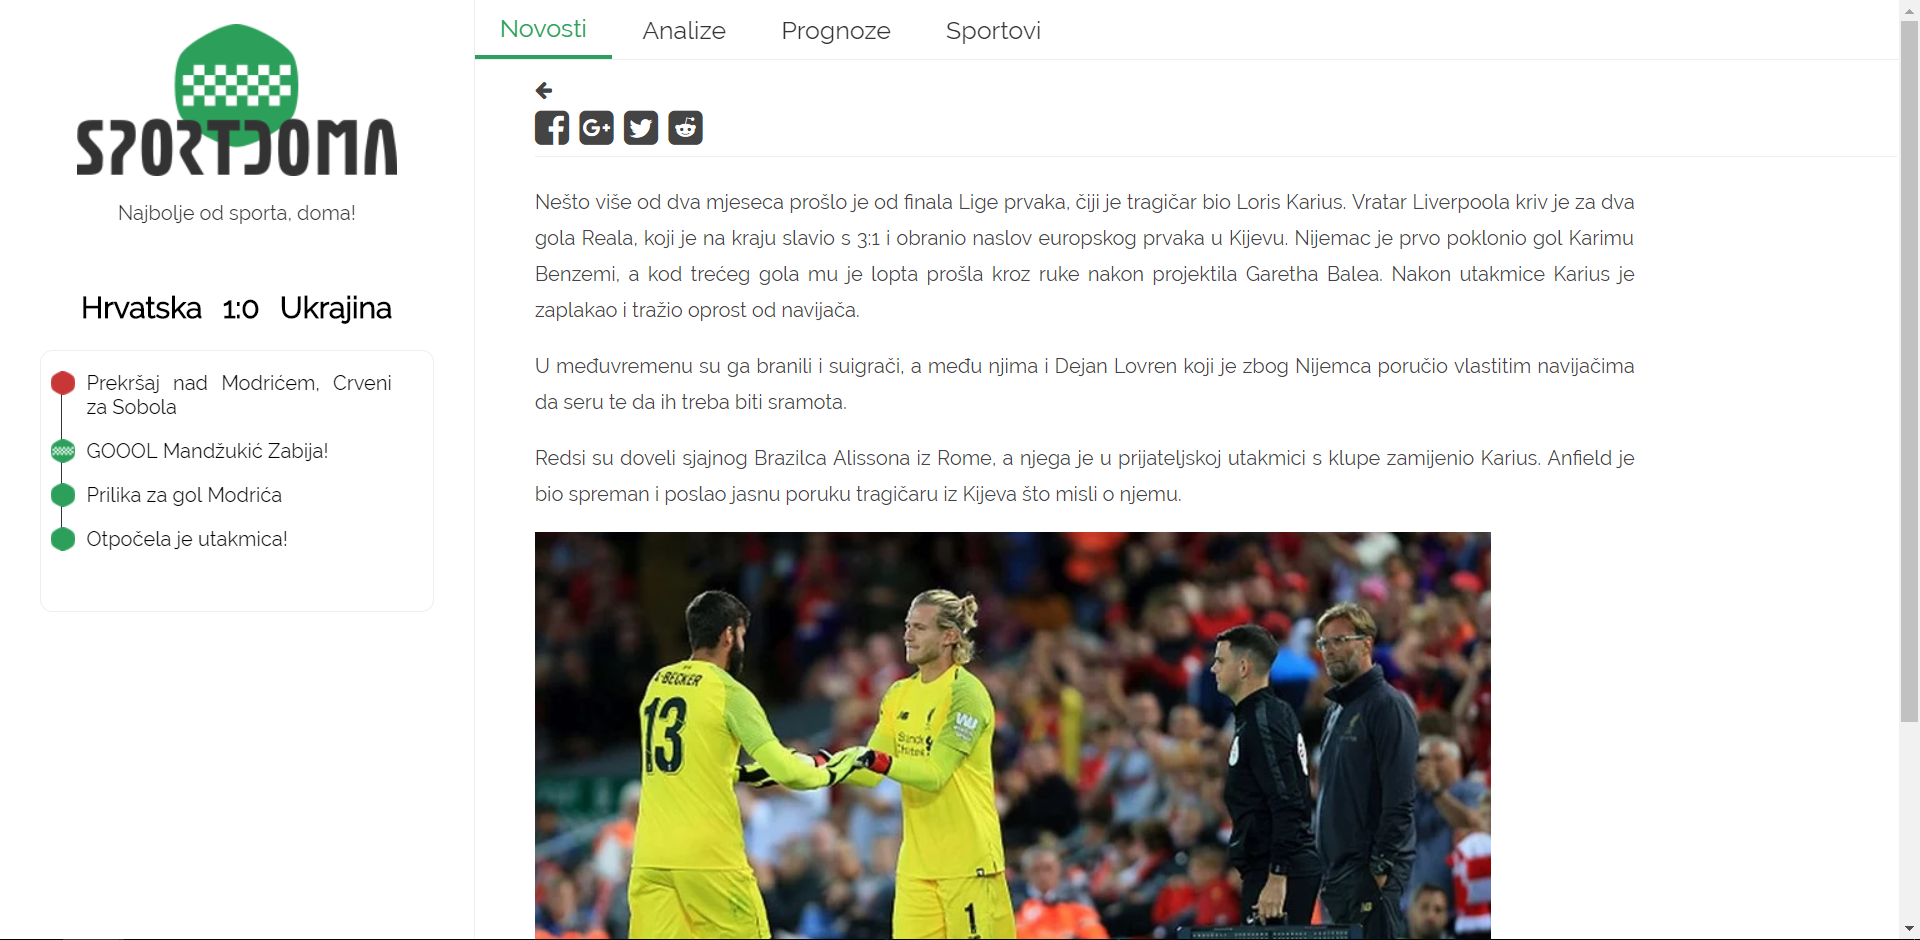 SPORTDOMA
Najbolje od sporta, doma!
Hrvatska 1:0 Ukrajina
Prekršaj nad Modrićem, Crveni
za Sobola
GOOOL Mandžukić Zabija!
Prilika za gol Modrića
Otpočela je utakmica!
Novosti Analize Prognoze Sportovi
Nešto više od dva mjeseca prošlo je od finala Lige prvaka, čiji je tragičar bio Loris Karius. Vratar Liverpoola kriv je za dva
gola Reala, koji je na kraju slavio s 3:1 i obranio naslov europskog prvaka u Kijevu. Nijemac je prvo poklonio gol Karimu
Benzemi, a kod trećeg gola mu je lopta prošla kroz ruke nakon projektila Garetha Balea. Nakon utakmice Karius je
zaplakao i tražio oprost od navijača.
U međuvremenu su ga branili i suigrači, a među njima i Dejan Lovren koji je zbog Nijemca poručio vlastitim navijačima
da seru te da ih treba biti sramota.
Redsi su doveli sjajnog Brazilca Alissona iz Rome, a njega je u prijateljskoj utakmici s klupe zamijenio Karius. Anfield je
bio spreman i poslao jasnu poruku tragičaru iz Kijeva što misli o njemu.
A·BECKER
13
Standard
Chartered
1